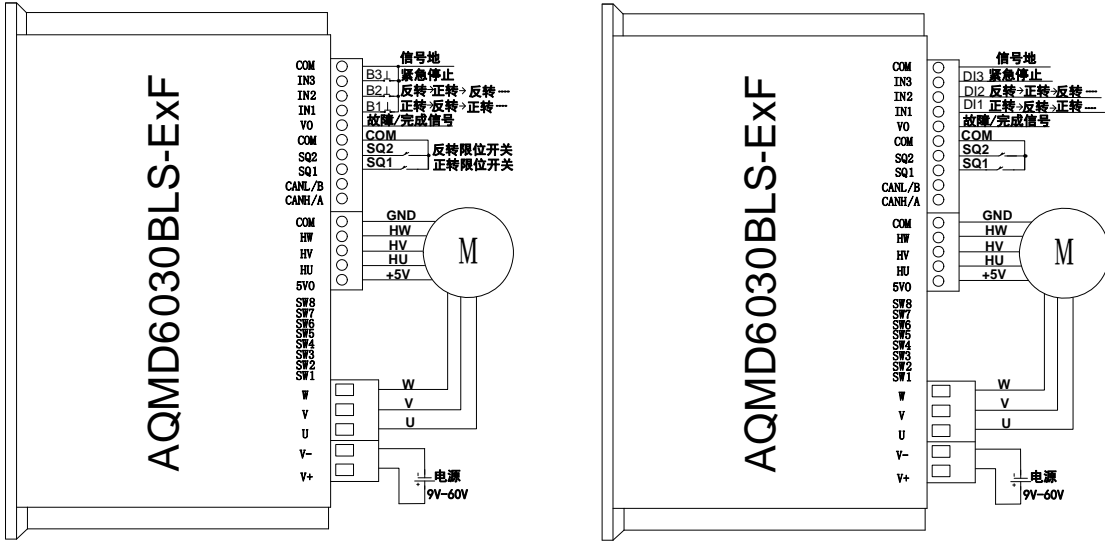 AQMD6030BLS-ExF
COM 信号地
IN3 B3 紧急停止
IN2 B2 反转→正转→反转----
IN1 B1 正转→反转→正转----
VO 故障/完成信号
COM COM
SQ2 SQ2 反转限位开关
SQ1 SQ1 正转限位开关
CANL/B
CANH/A
COM GND
HW HW
HV HV
HU HU
5VO +5V
M
SW8
SW7
SW6
SW5
SW4
SW3
SW2
SW1
W W
V V
U U
V-
V+ 电源
9V-60V
AQMD6030BLS-ExF
COM 信号地
IN3 DI3 紧急停止
IN2 DI2 反转→正转→反转----
IN1 DI1 正转→反转→正转----
VO 故障/完成信号
COM COM
SQ2 SQ2
SQ1 SQ1
CANL/B
CANH/A
COM GND
HW HW
HV HV
HU HU
5VO +5V
M
SW8
SW7
SW6
SW5
SW4
SW3
SW2
SW1
W W
V V
U U
V-
V+ 电源
9V-60V